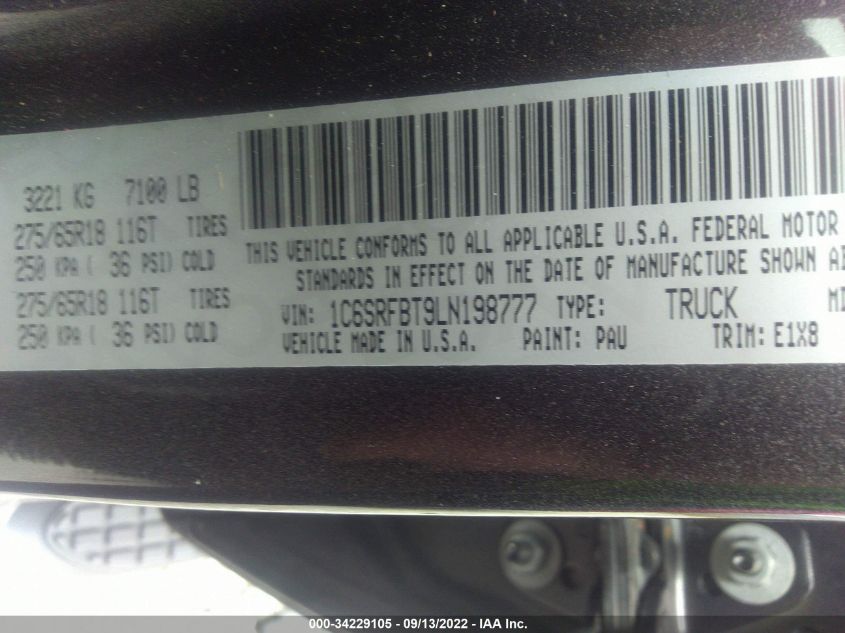 3221 KG 7100 LB
275/65R18 116T TIRES
250 KPA ( 36 PSI) COLD
275/65R18 116T TIRES
250 KPA ( 36 PSI) COLD
THIS VEHICLE CONFORMS TO ALL APPLICABLE U.S.A. FEDERAL MOTOR
STANDARDS IN EFFECT ON THE DATE OF MANUFACTURE SHOWN AB
VIN: 1C6SRFBT9LN198777 TYPE: TRUCK MD
VEHICLE MADE IN U.S.A. PAINT: PAU TRIM: E1X8
000-34229105 - 09/13/2022 - IAA Inc.